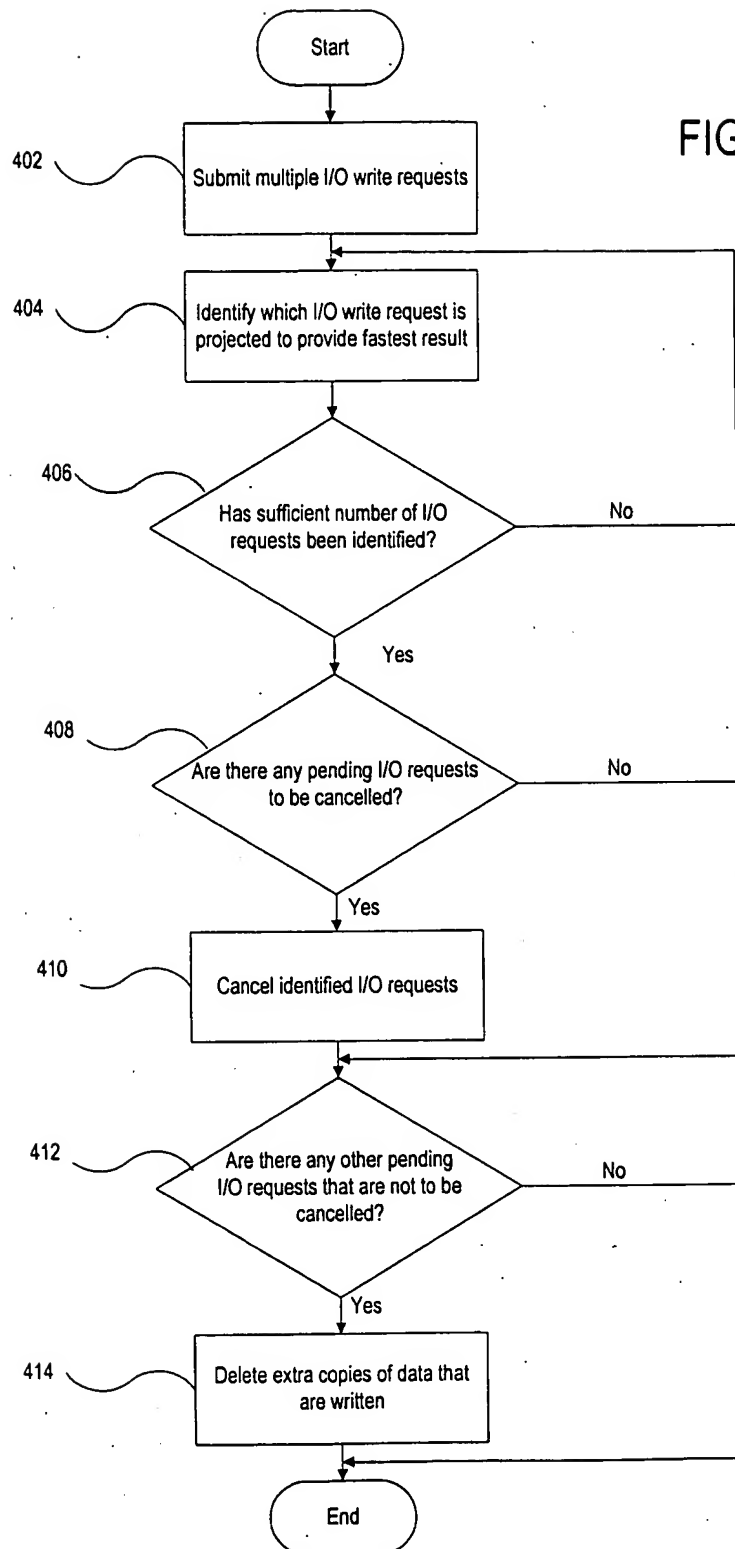 Start
FIG
402
Submit multiple I/O write requests
404
Identify which I/O write request is
projected to provide fastest result
406
Has sufficient number of I/O
requests been identified?
No
Yes
408
Are there any pending I/O requests
to be cancelled?
No
Yes
410
Cancel identified I/O requests
412
Are there any other pending
I/O requests that are not to be
cancelled?
No
Yes
414
Delete extra copies of data that
are written
End